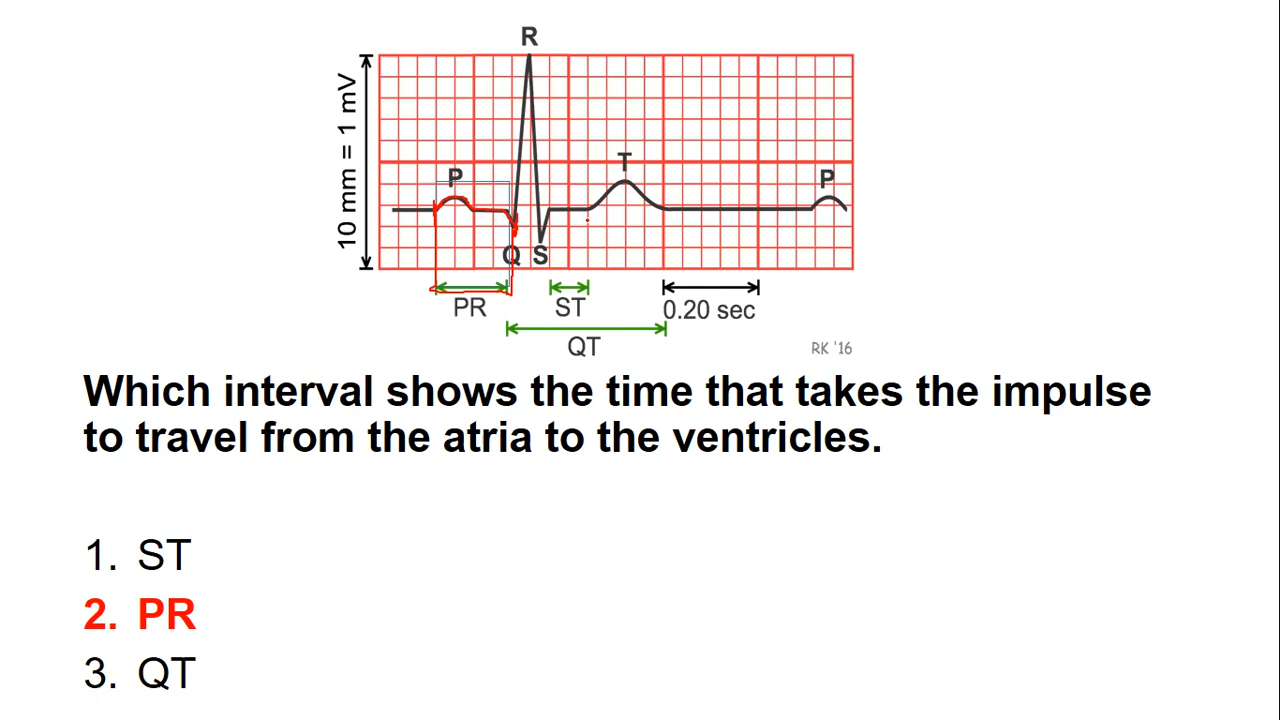 R
10 mm = 1 mV
P
T
P
Q S
PR
ST
0.20 sec
QT
RK '16
Which interval shows the time that takes the impulse
to travel from the atria to the ventricles.
1. ST
2. PR
3. QT